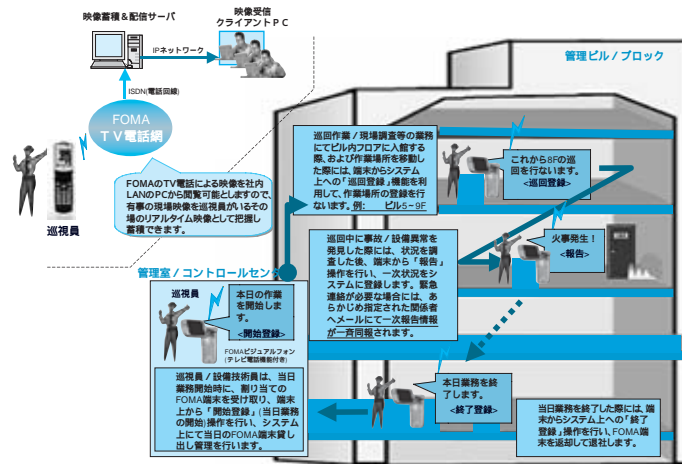 映像蓄積&配信サーバ
映像受信
クライアントPC
IPネットワーク
ISDN(電話回線)
FOMA
TV電話網
巡視員
FOMAのTV電話による映像を社内
LANのPCから閲覧可能としますので、
有事の現場映像を巡視員がいるその
場のリアルタイム映像として把握し
蓄積できます。
管理ビル / ブロック
巡回作業 / 現場調査等の業務
にてビル内フロアに入館する
際、および作業場所を移動し
た際には、端末からシステム
上への「巡回登録」機能を利
用して、作業場所の登録を行
ないます。例: ビル5-9F
これから8Fの巡
回を行ないます。
<巡回登録>
巡回中に事故 / 設備異常を
発見した際には、状況を調
査した後、端末から「報告」
操作を行い、一次状況をシ
ステムに登録します。緊急
連絡が必要な場合には、あ
らかじめ指定された関係者
へメールにて一次報告情報
が一斉同報されます。
火事発生!
<報告>
管理室 / コントロールセンタ
巡視員
本日の作業
を開始しま
す。
<開始登録>
FOMAビジュアルフォン
(テレビ電話機能付き)
巡視員 / 設備技術員は、当日
業務開始時に、割り当ての
FOMA端末を受け取り、端末
上から「開始登録」(当日業務
の開始)操作を行い、システム
上にて当日のFOMA端末貸し
出し管理を行います。
本日業務を終
了します。
<終了登録>
当日業務を終了した際には、端
末からシステム上への「終了
登録」操作を行い、FOMA端
末を返却して退社します。